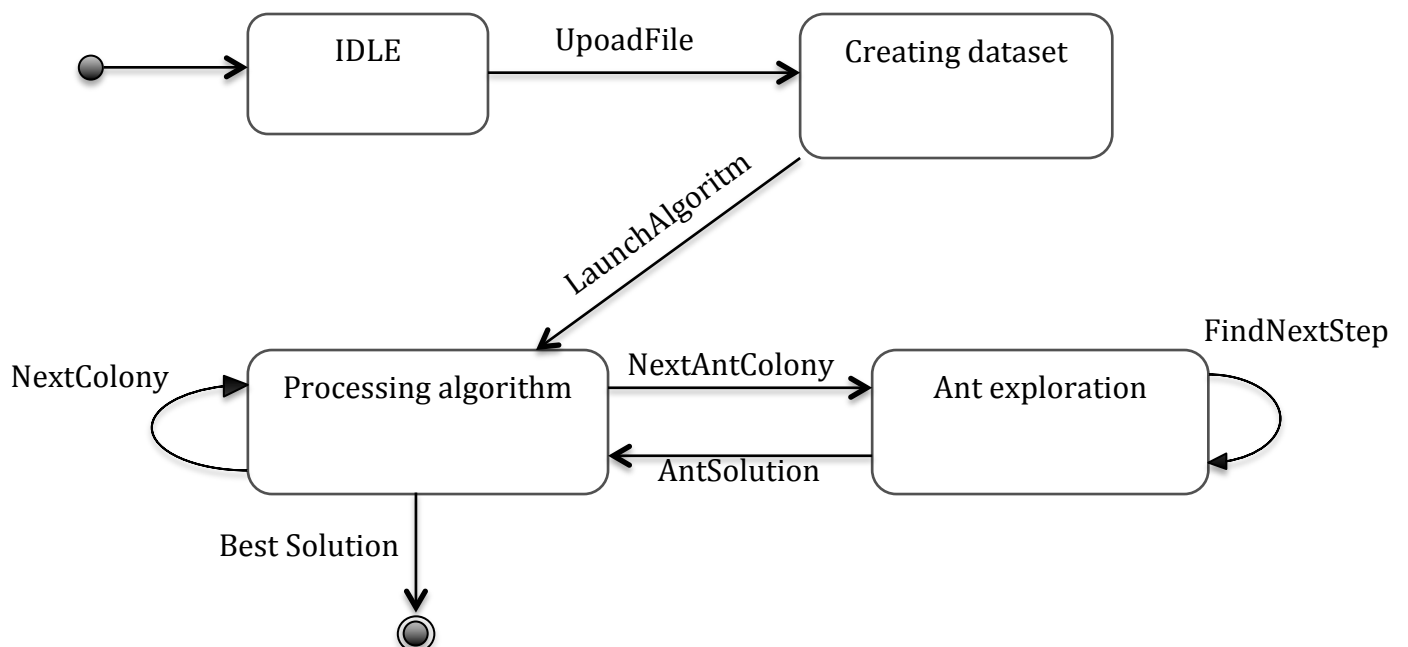 IDLE
UpoadFile
Creating dataset
LaunchAlgoritm
FindNextStep
NextColony
Processing algorithm
NextAntColony
Ant exploration
AntSolution
Best Solution